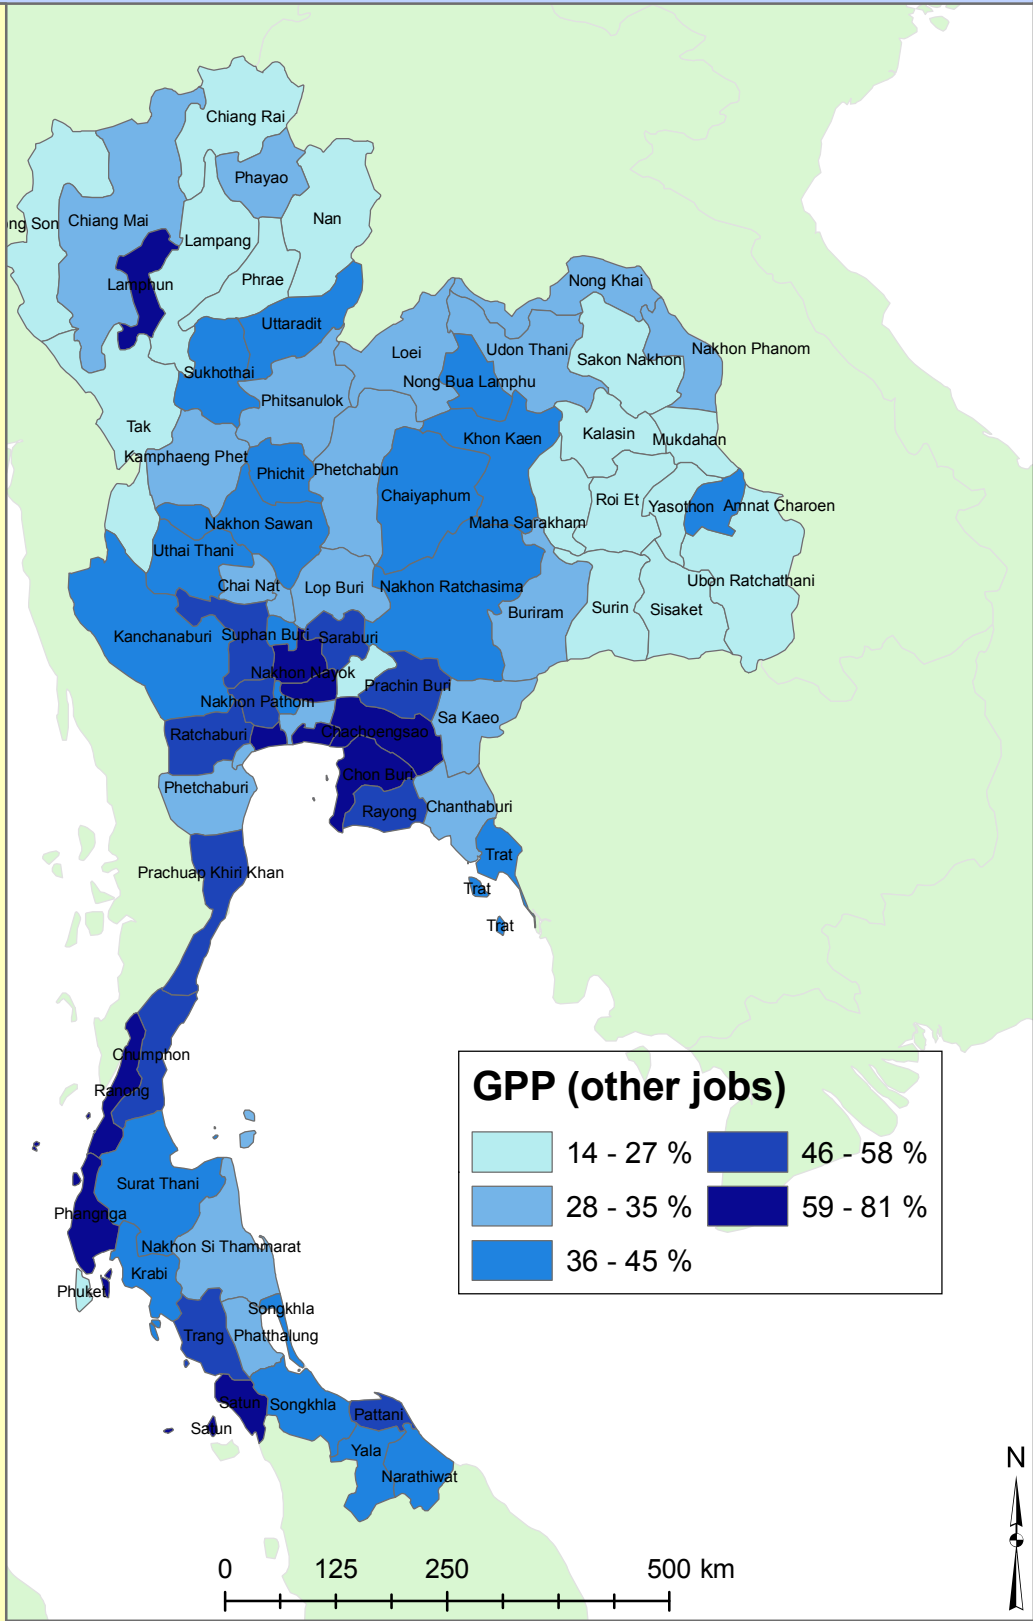 Chiang Rai
Phayao
Nan
ng Son
Chiang Mai
Lampang
Phrae
Lamphun
Nong Khai
Uttaradit
Loei
Udon Thani
Nakhon Phanom
Sakon Nakhon
Sukhothai
Nong Bua Lamphu
Phitsanulok
Tak
Khon Kaen
Kalasin
Mukdahan
Kamphaeng Phet
Phichit
Phetchabun
Chaiyaphum
Roi Et
Yasothon
Amnat Charoen
Nakhon Sawan
Maha Sarakham
Uthai Thani
Chai Nat
Lop Buri
Nakhon Ratchasima
Ubon Ratchathani
Buriram
Surin
Sisaket
Kanchanaburi
Suphan Buri
Saraburi
Nakhon Nayok
Prachin Buri
Nakhon Pathom
Sa Kaeo
Ratchaburi
Chachoengsao
Chon Buri
Phetchaburi
Rayong
Chanthaburi
Trat
Prachuap Khiri Khan
Trat
Trat
Chumphon
Ranong
GPP (other jobs)
14 - 27 %
46 - 58 %
28 - 35 %
59 - 81 %
36 - 45 %
Surat Thani
Phangnga
Nakhon Si Thammarat
Krabi
Phuket
Songkhla
Trang
Phatthalung
Satun
Songkhla
Pattani
Satun
Yala
Narathiwat
N
0 125 250 500 km